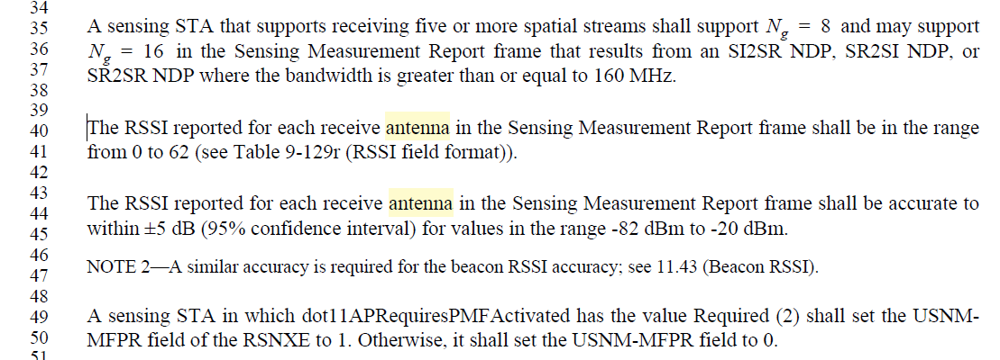 34
35 A sensing STA that supports receiving five or more spatial streams shall support Ng = 8 and may support
36 Ng = 16 in the Sensing Measurement Report frame that results from an SI2SR NDP, SR2SI NDP, or
37 SR2SR NDP where the bandwidth is greater than or equal to 160 MHz.
38
39
40 The RSSI reported for each receive antenna in the Sensing Measurement Report frame shall be in the range
41 from 0 to 62 (see Table 9-129r (RSSI field format)).
42
43 The RSSI reported for each receive antenna in the Sensing Measurement Report frame shall be accurate to
44
45 within ±5 dB (95% confidence interval) for values in the range -82 dBm to -20 dBm.
46
47 NOTE 2—A similar accuracy is required for the beacon RSSI accuracy; see 11.43 (Beacon RSSI).
48
49 A sensing STA in which dot11APRequiresPMFActivated has the value Required (2) shall set the USNM-
50 MFPR field of the RSNXE to 1. Otherwise, it shall set the USNM-MFPR field to 0.
51